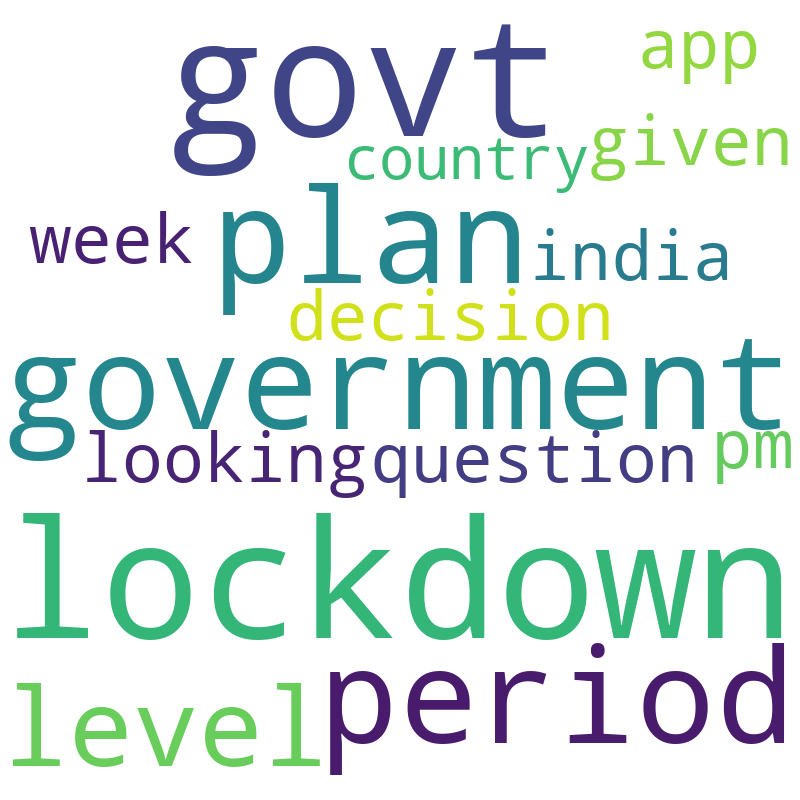 govt app
country given
week plan india
decision
government
looking question pm
lockdown
level period